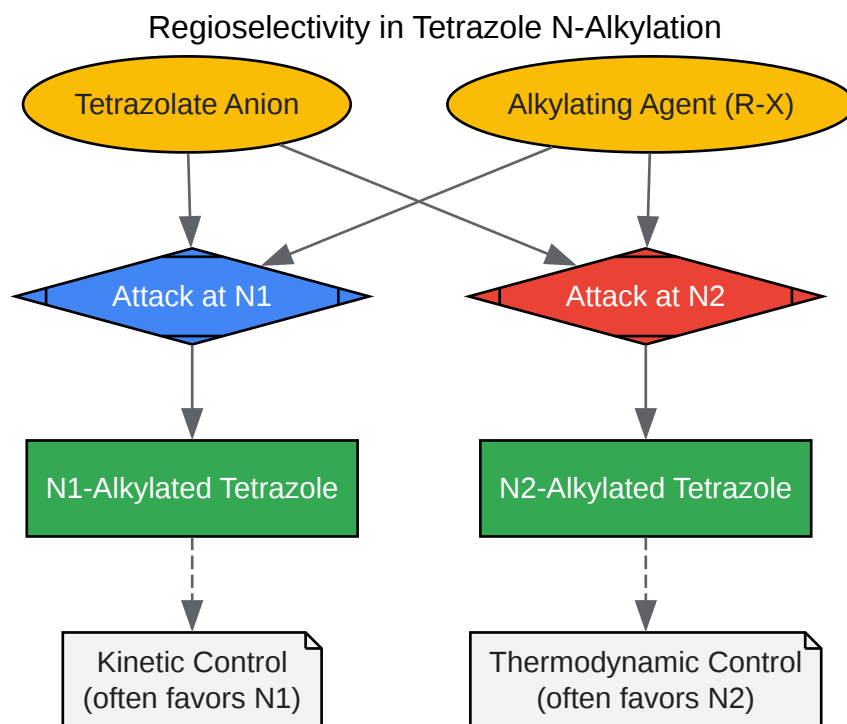 Regioselectivity in Tetrazole N-Alkylation
Tetrazolate Anion
Alkylating Agent (R-X)
Attack at N1
Attack at N2
N1-Alkylated Tetrazole
N2-Alkylated Tetrazole
Kinetic Control
(often favors N1)
Thermodynamic Control
(often favors N2)